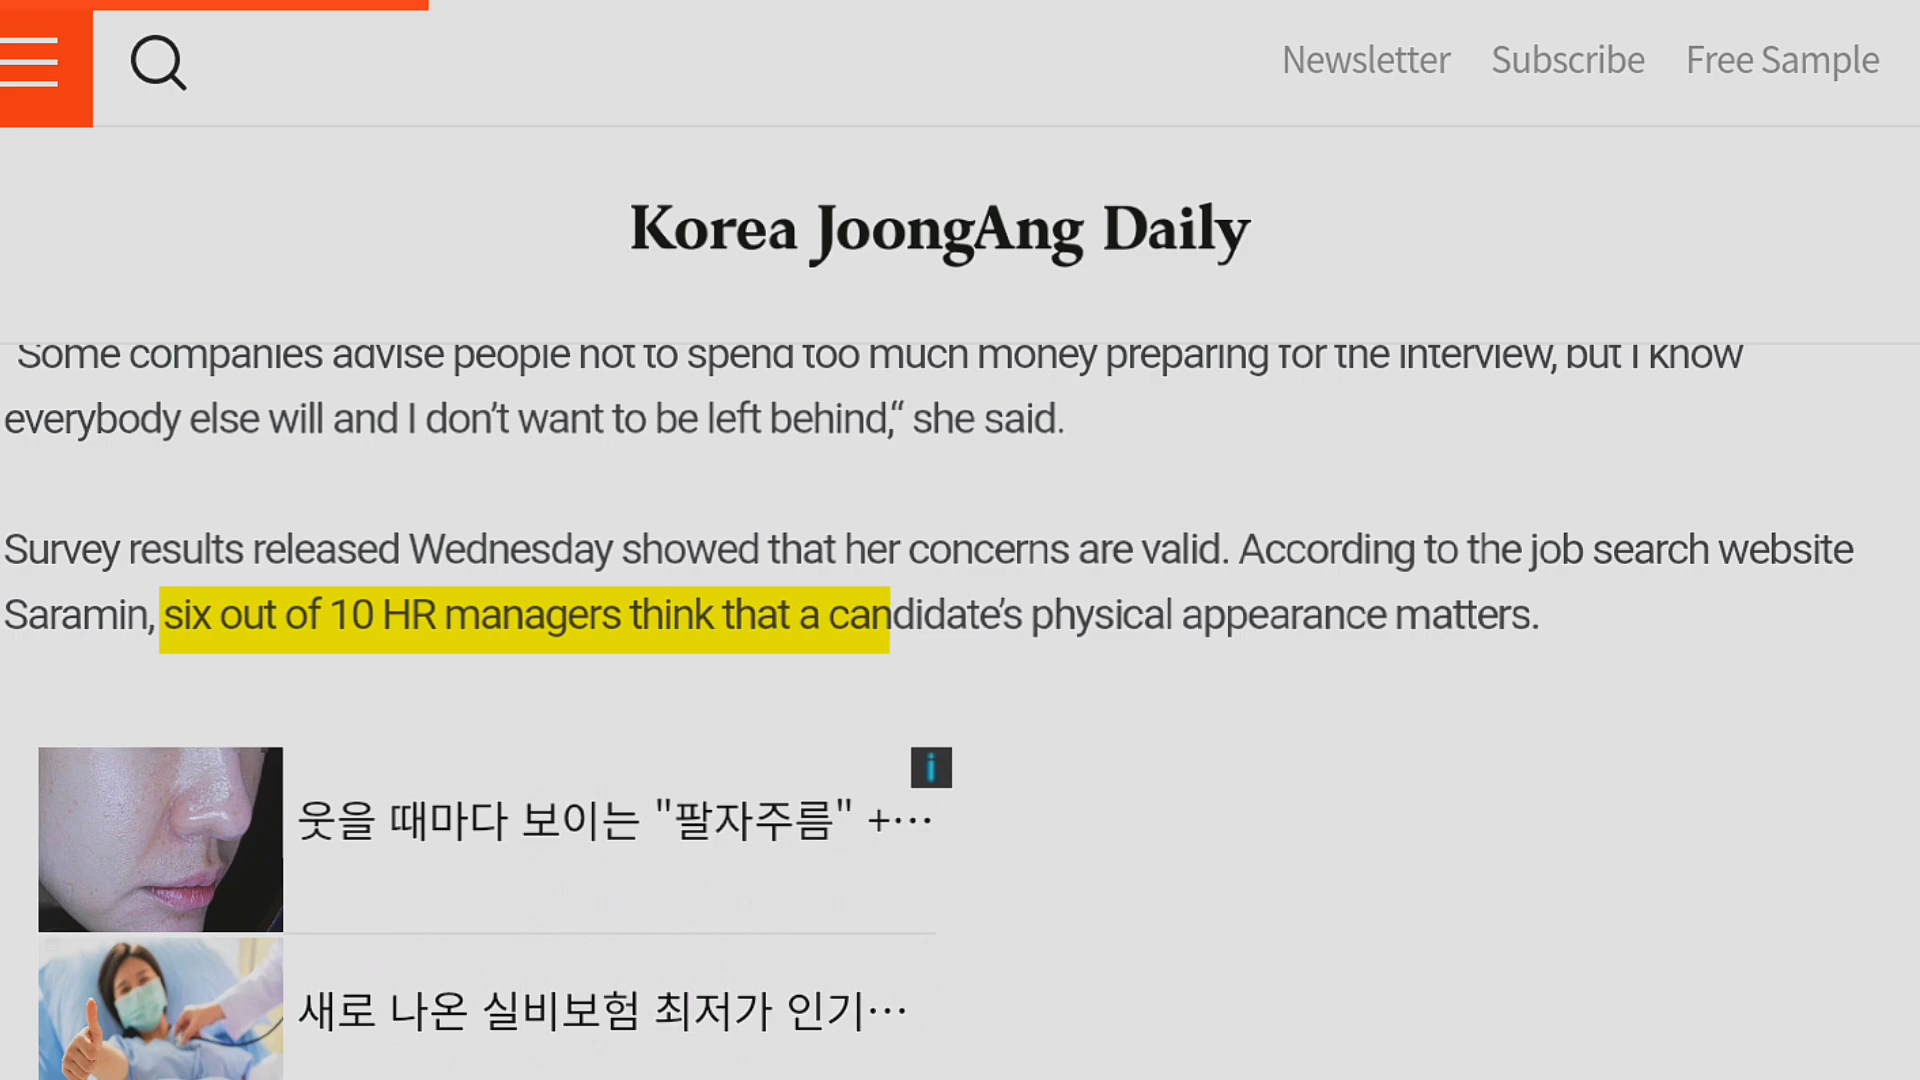 Newsletter Subscribe Free Sample
Korea JoongAng Daily
Some companies advise people not to spend too much money preparing for the interview, but I know
everybody else will and I don’t want to be left behind,“ she said.
Survey results released Wednesday showed that her concerns are valid. According to the job search website
Saramin, six out of 10 HR managers think that a candidate’s physical appearance matters.
i
웃을 때마다 보이는 "팔자주름" +···
새로 나온 실비보험 최저가 인기···